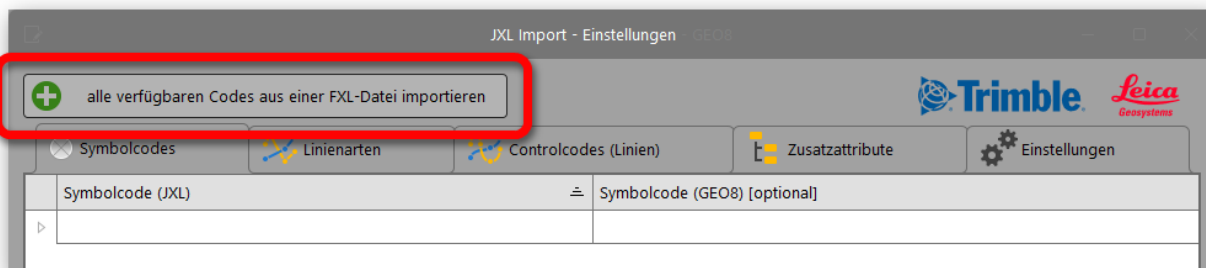 JXL Import - Einstellungen - GEO8
alle verfügbaren Codes aus einer FXL-Datei importieren
Trimble
Leica
Geosystems
Symbolcodes
Linienarten
Controlcodes (Linien)
Zusatzattribute
Einstellungen
Symbolcode (JXL)
Symbolcode (GEO8) [optional]